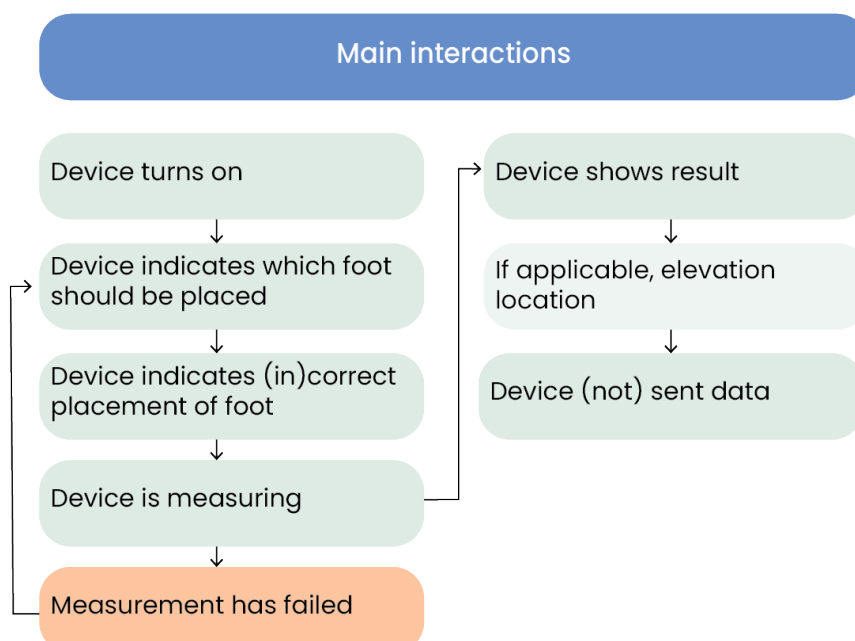 Main interactions
Device turns on
Device indicates which foot
should be placed
Device indicates (in)correct
placement of foot
Device is measuring
Measurement has failed
Device shows result
If applicable, elevation
location
Device (not) sent data